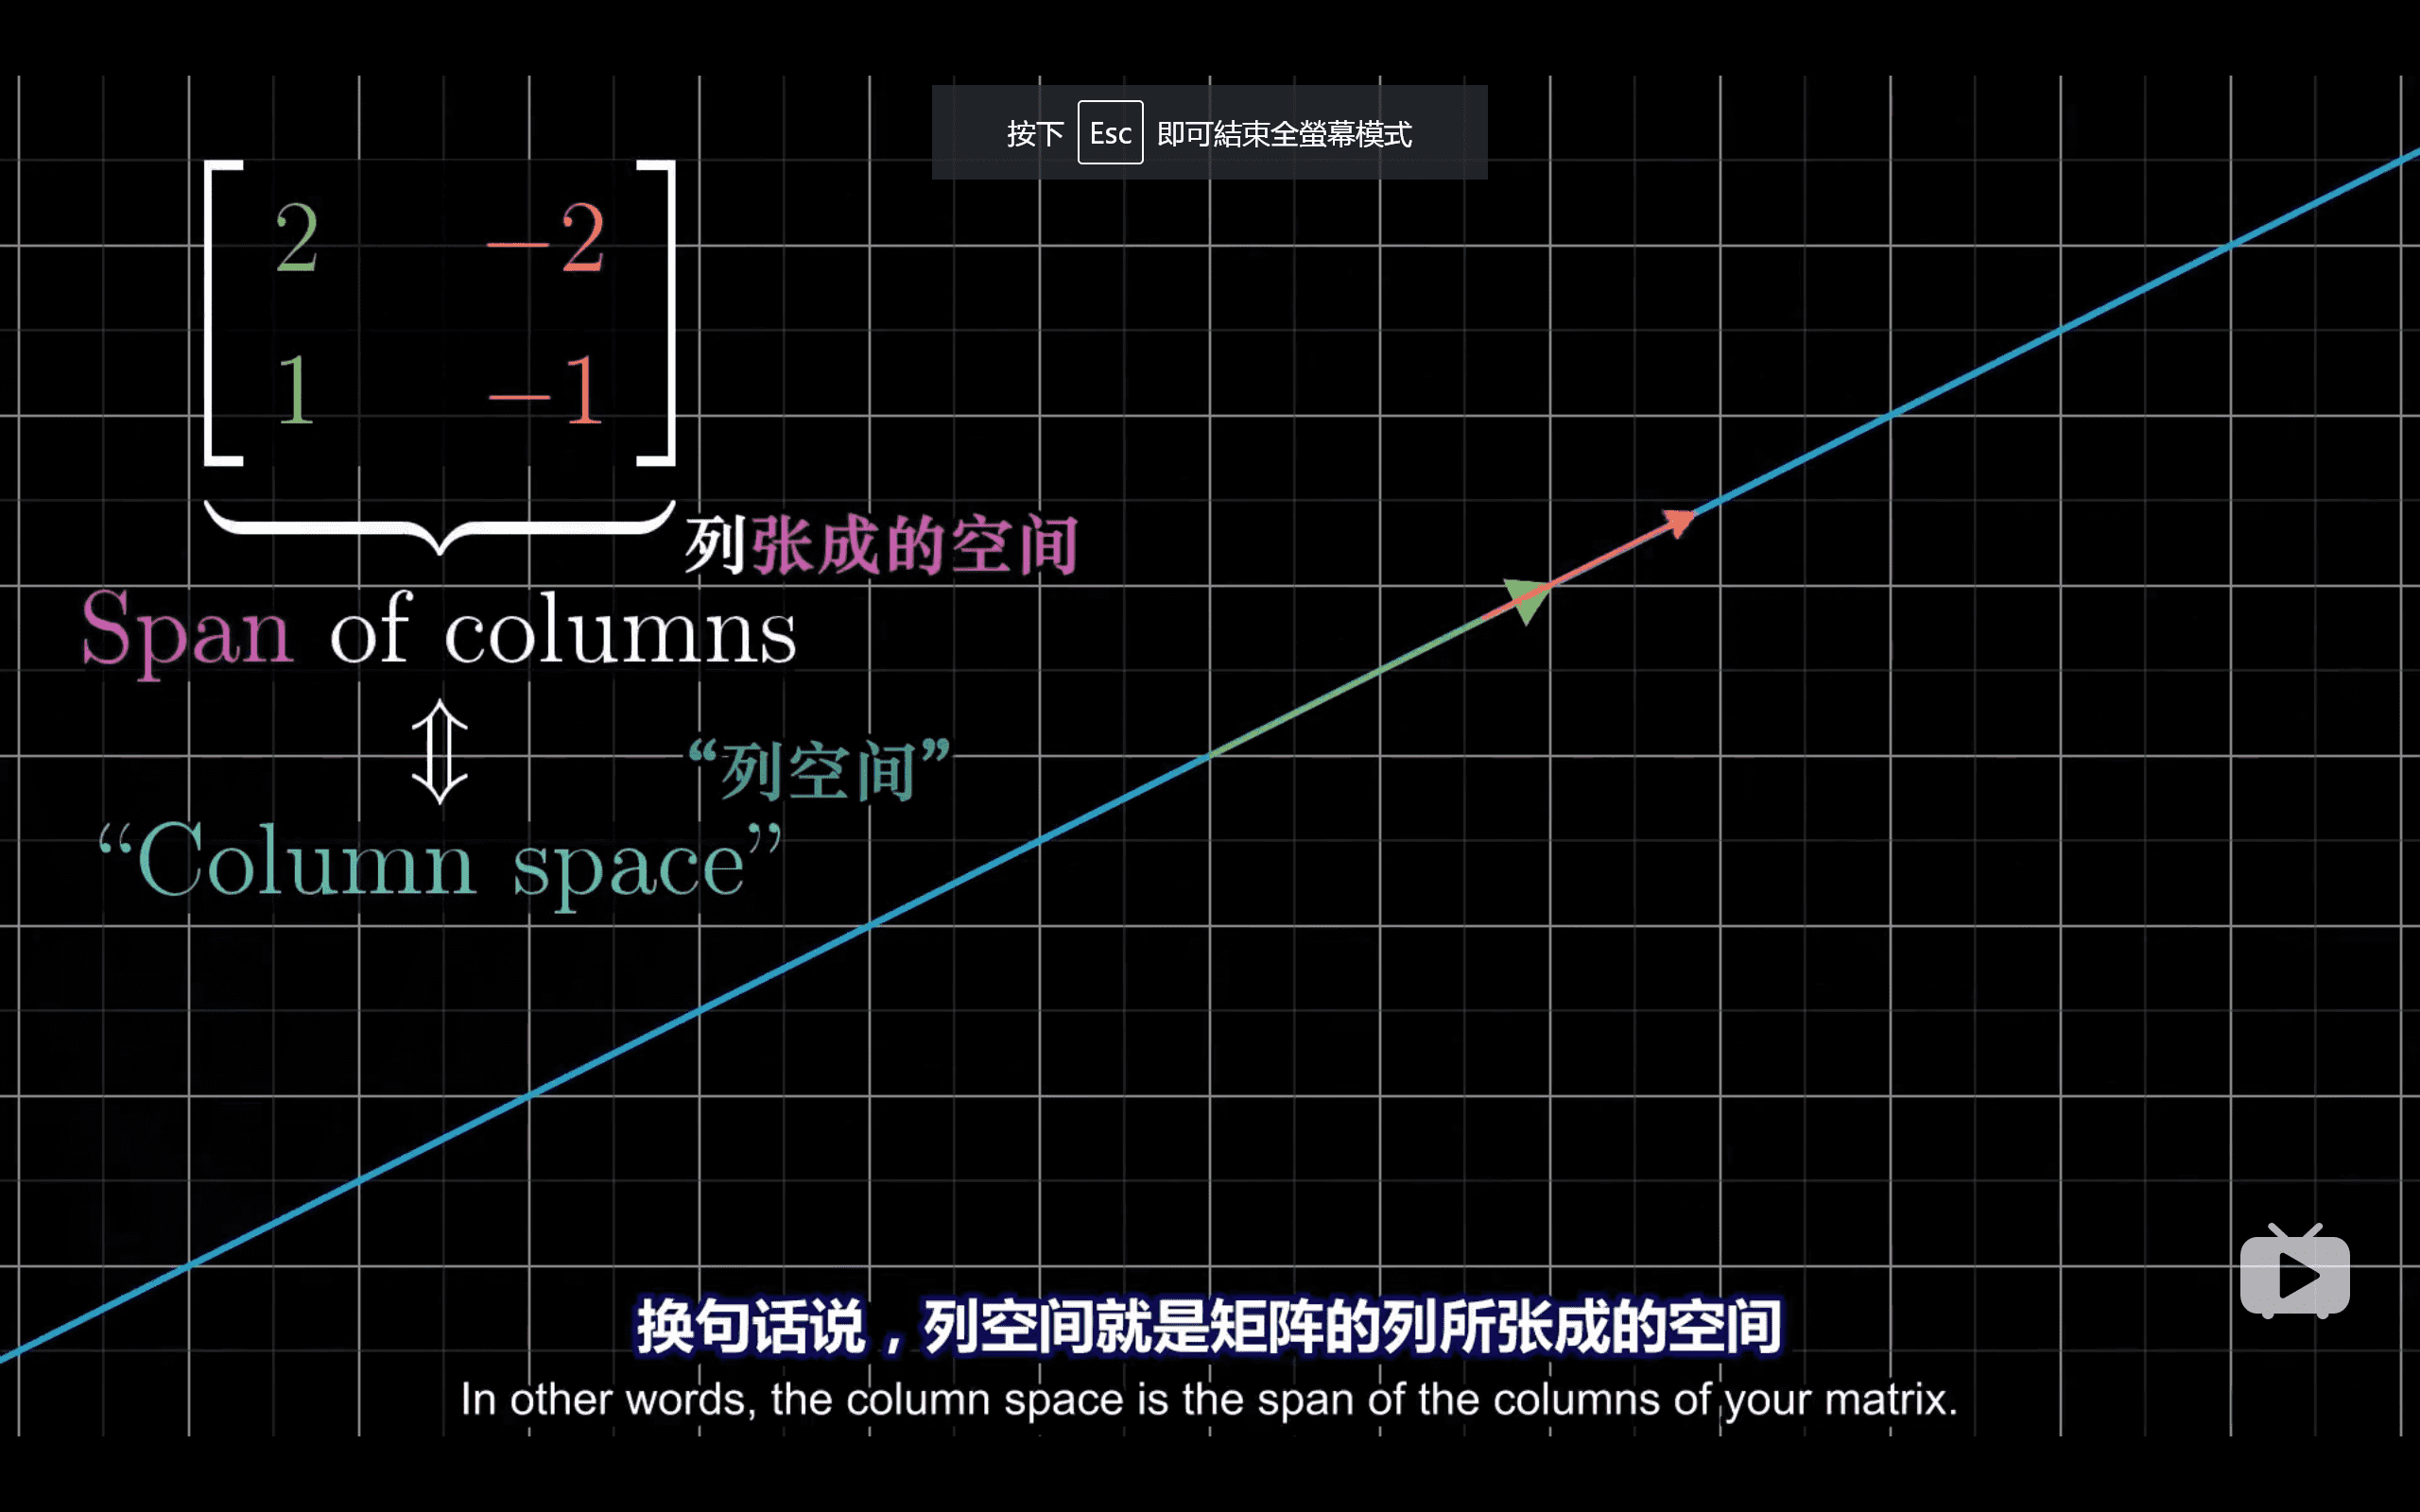 按下 Esc 即可結束全螢幕模式
2 −2
1 −1
列张成的空间
Span of columns
“列空间”
“Column space”
换句话说，列空间就是矩阵的列所张成的空间
In other words, the column space is the span of the columns of your matrix.